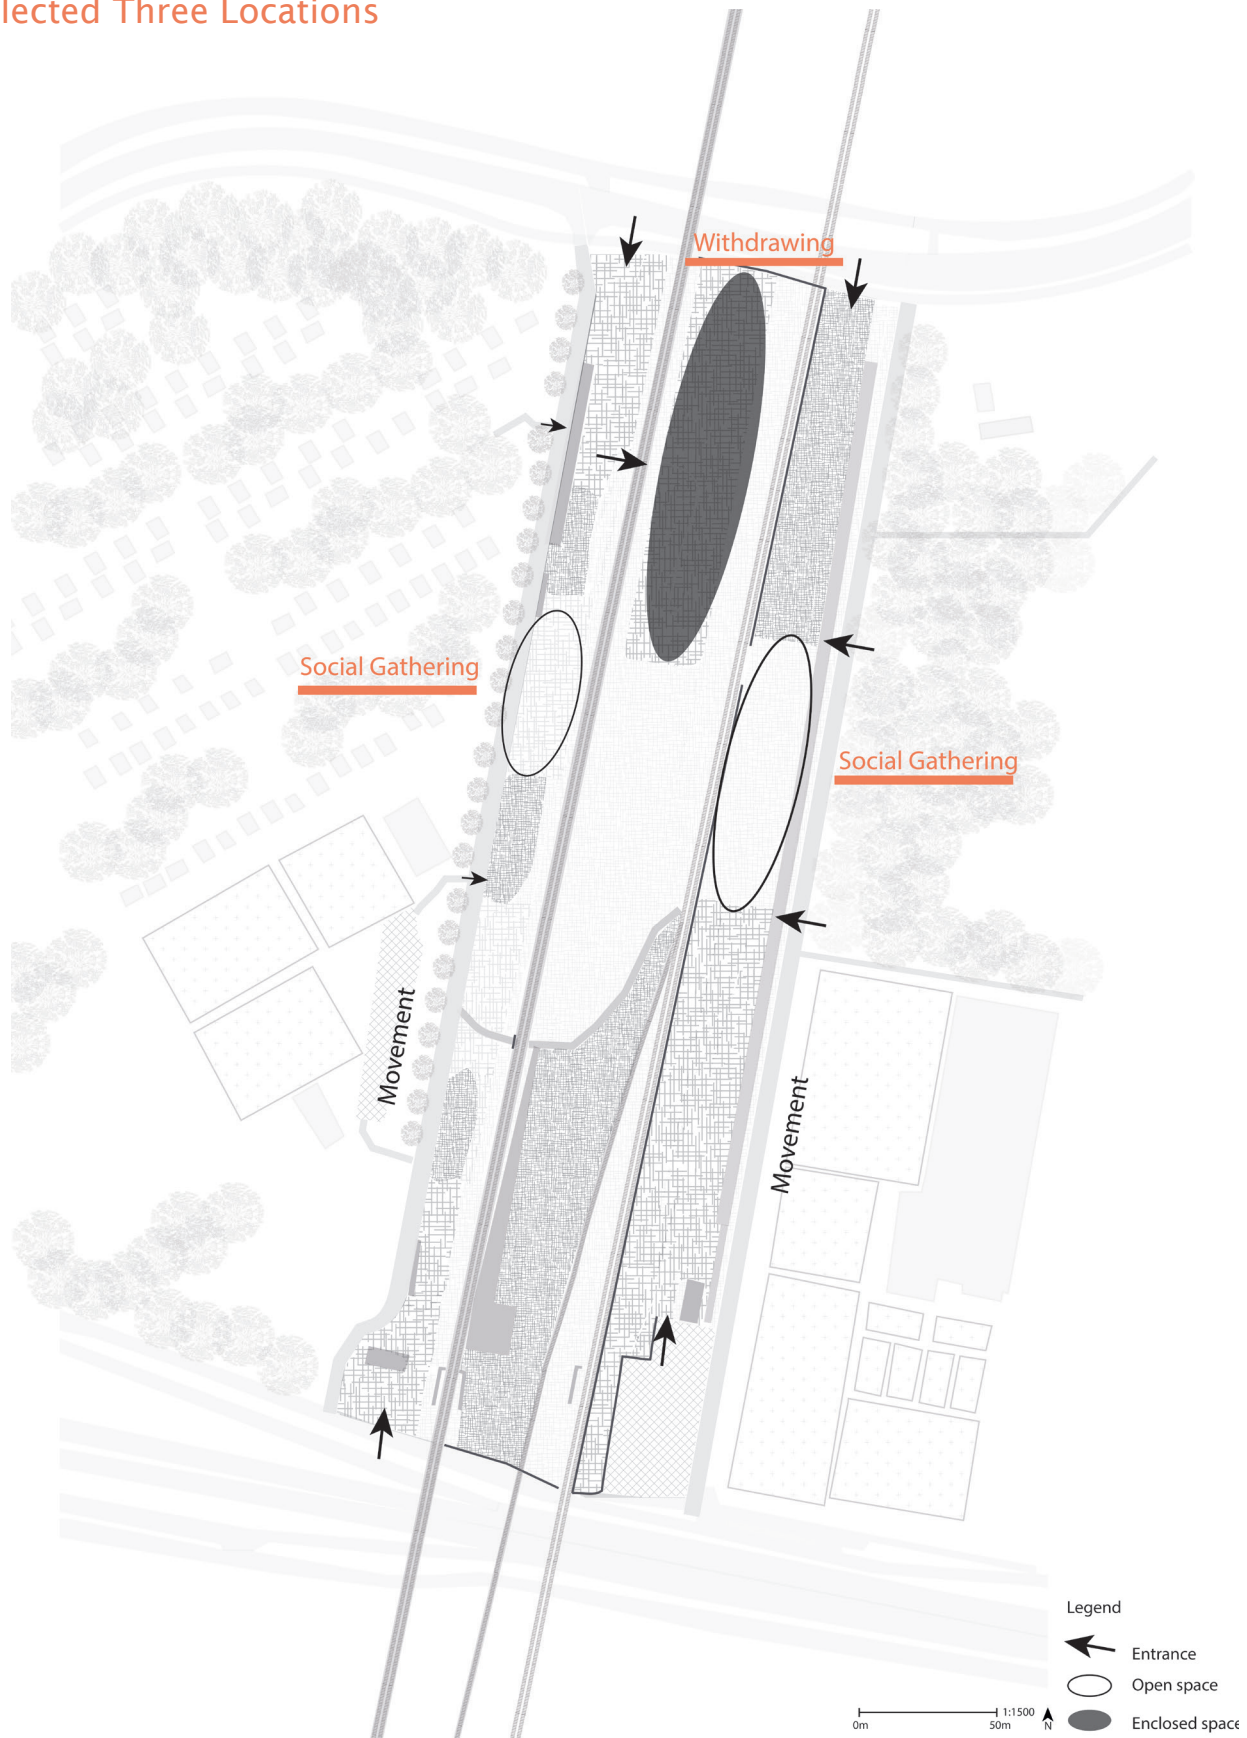 lected Three Locations
Withdrawing
Social Gathering
Social Gathering
Movement
Movement
Legend
Entrance
Open space
Enclosed space
1:1500
0m
50m
N